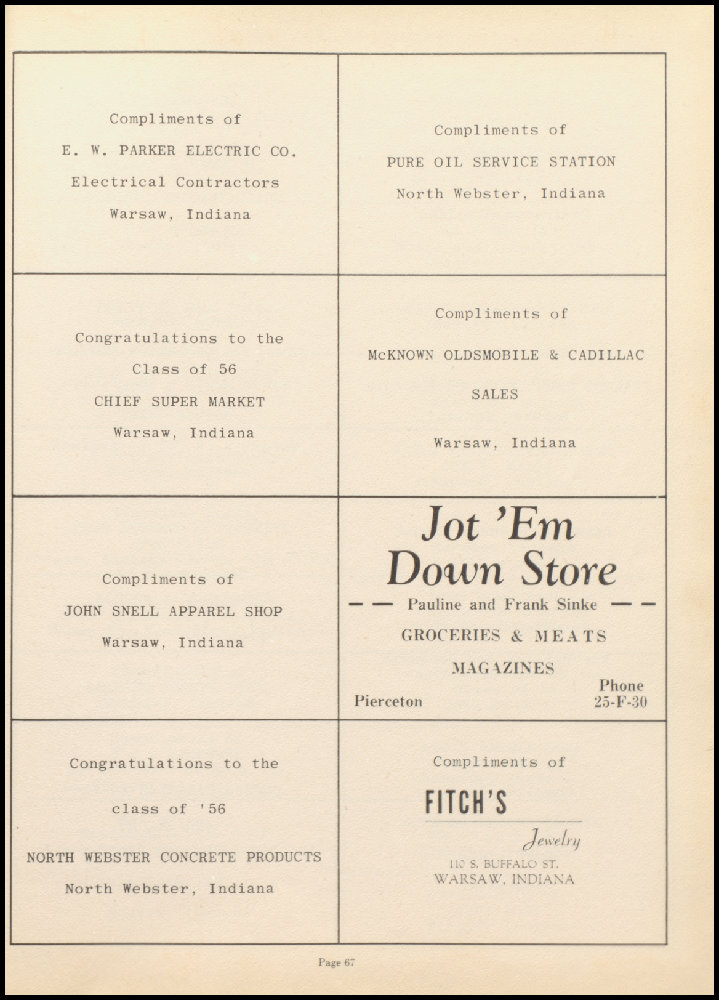 Compliments of
E. W. PARKER ELECTRIC CO.
Electrical Contractors
Warsaw, Indiana
Compliments of
PURE OIL SERVICE STATION
North Webster, Indiana
Congratulations to the
Class of 56
CHIEF SUPER MARKET
Warsaw, Indiana
Compliments of
McKNOWN OLDSMOBILE & CADILLAC
SALES
Warsaw, Indiana
Compliments of
JOHN SNELL APPAREL SHOP
Warsaw, Indiana
Jot 'Em
Down Store
Pauline and Frank Sinke
GROCERIES & MEATS
MAGAZINES
Phone
Pierceton 25-F-30
Congratulations to the
class of '56
NORTH WEBSTER CONCRETE PRODUCTS
North Webster, Indiana
Compliments of
FITCH'S
Jewelry
110 S. BUFFALO ST.
WARSAW, INDIANA
Page 67